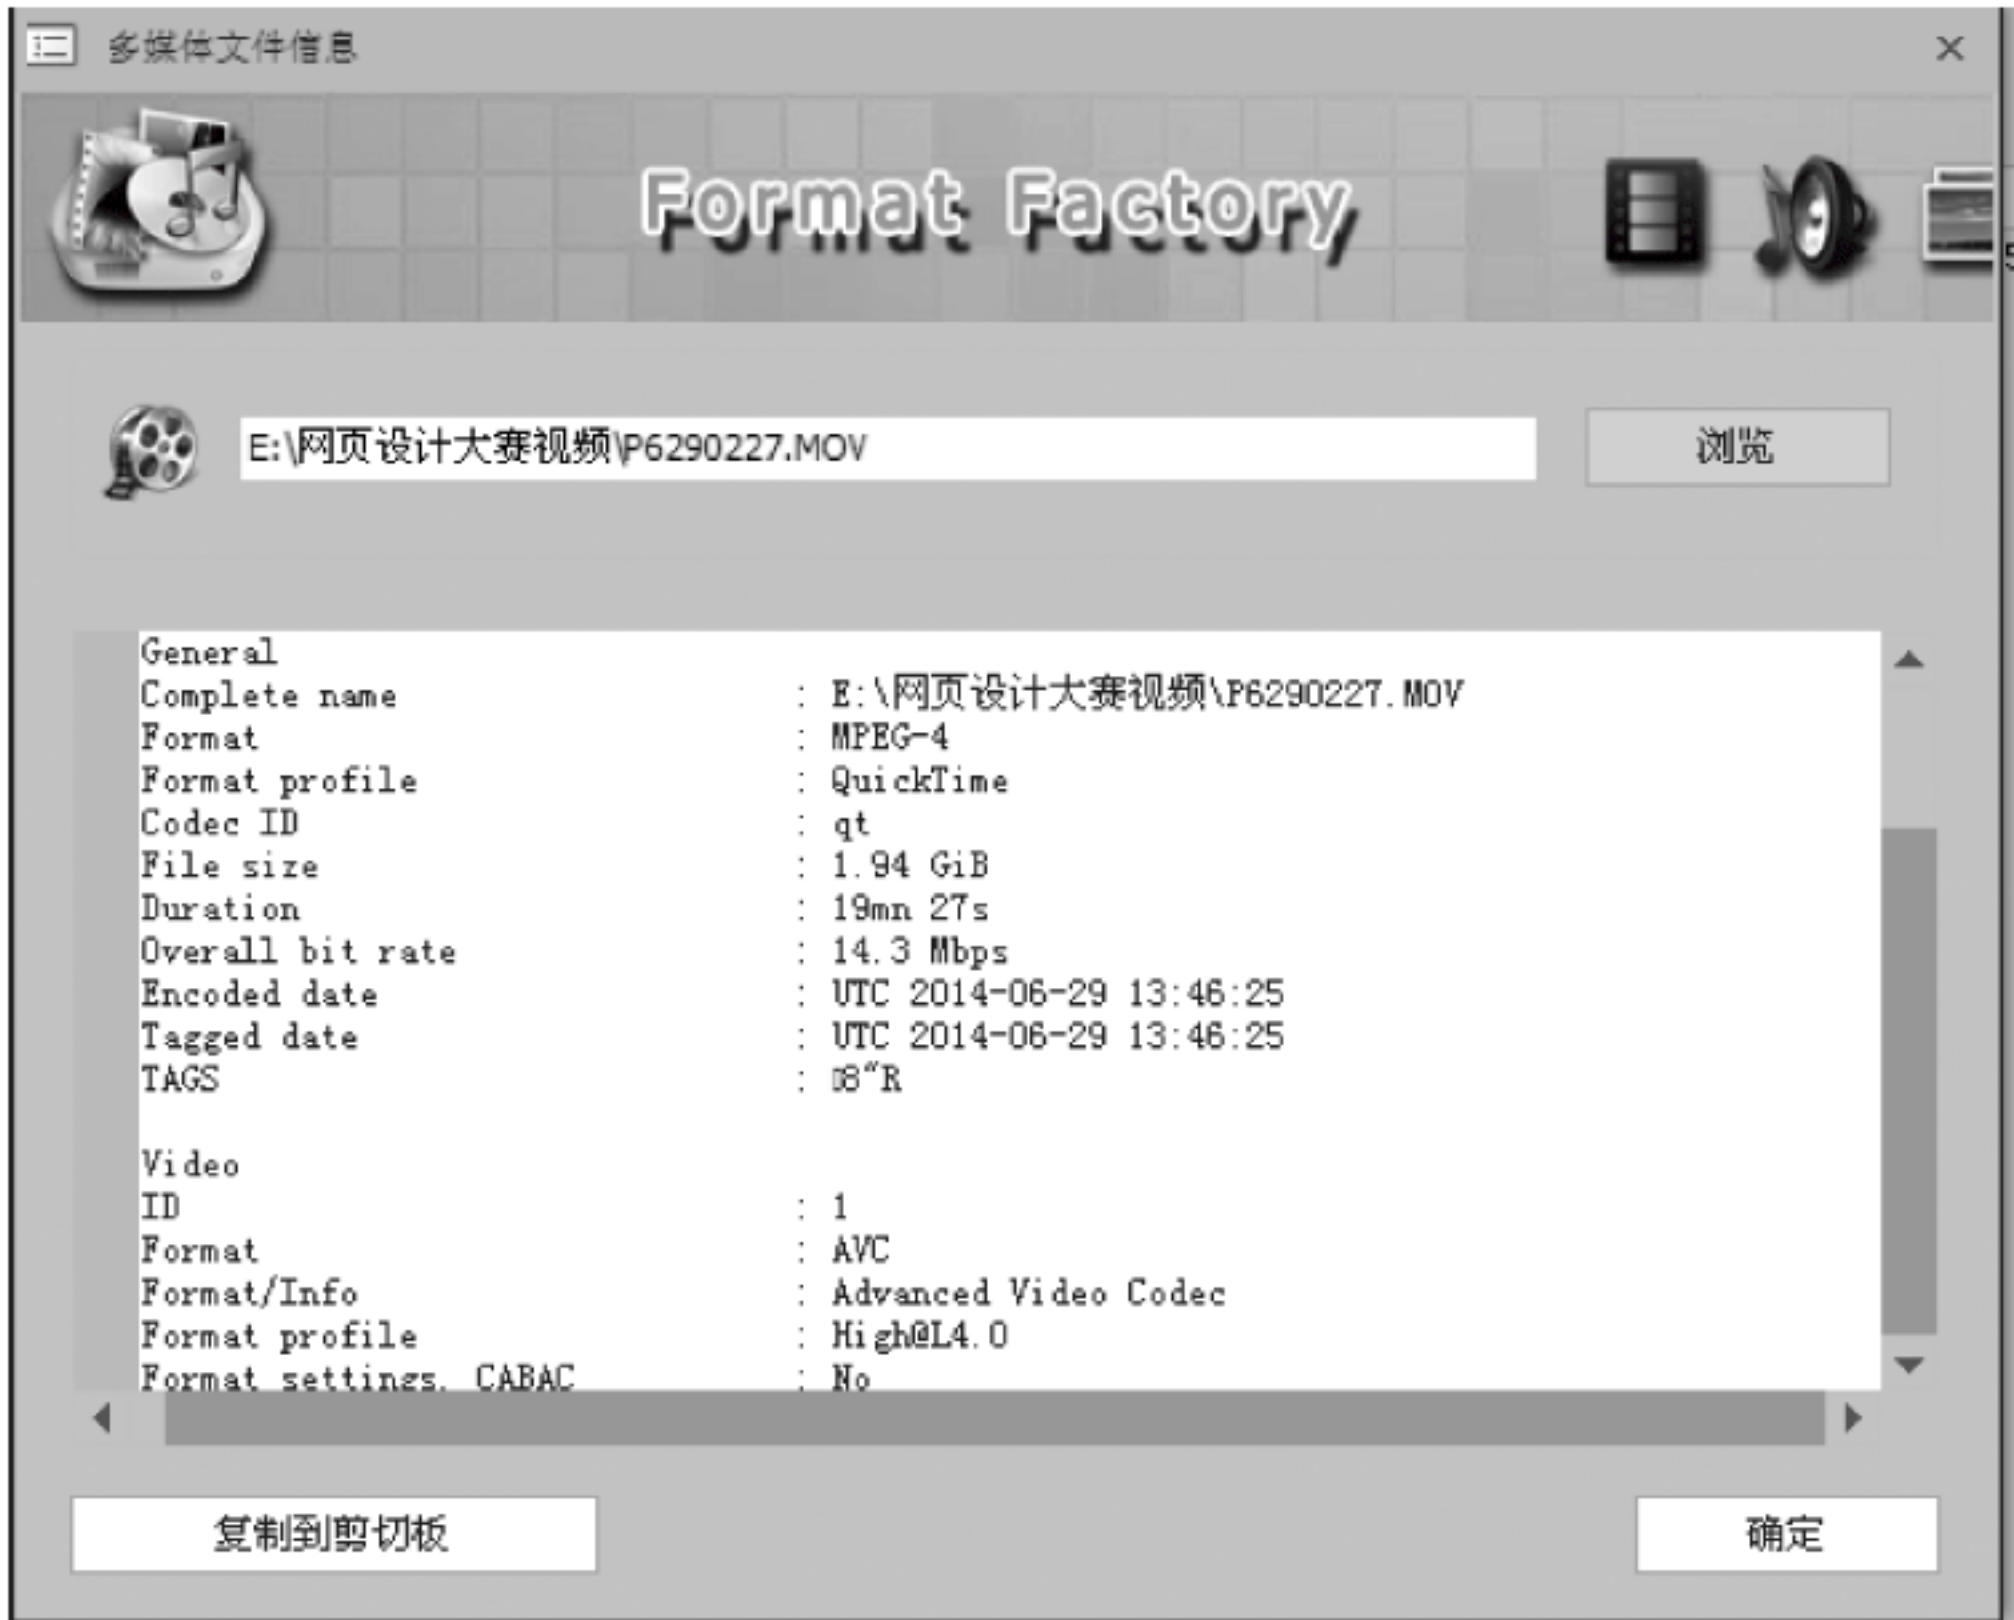 多媒体文件信息
Format Factory
E:\网页设计大赛视频\P6290227.MOV
浏览
General
Complete name : E:\网页设计大赛视频\P6290227.MOV
Format : MPEG-4
Format profile : QuickTime
Codec ID : qt
File size : 1.94 GiB
Duration : 19mn 27s
Overall bit rate : 14.3 Mbps
Encoded date : UTC 2014-06-29 13:46:25
Tagged date : UTC 2014-06-29 13:46:25
TAGS : 8"R
Video
ID : 1
Format : AVC
Format/Info : Advanced Video Codec
Format profile : High@L4.0
Format settings, CABAC : No
复制到剪切板
确定